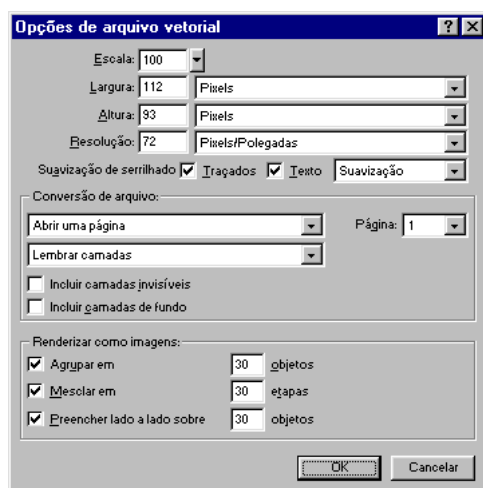 Opções de arquivo vetorial
Escala: 100
Largura: 112 Pixels
Altura: 93 Pixels
Resolução: 72 Pixels/Polegadas
Suavização de serrilhado Traçados Texto Suavização
Conversão de arquivo:
Abrir uma página Página: 1
Lembrar camadas
Incluir camadas invisíveis
Incluir camadas de fundo
Renderizar como imagens:
Agrupar em 30 objetos
Mesclar em 30 etapas
Preencher lado a lado sobre 30 objetos
OK Cancelar